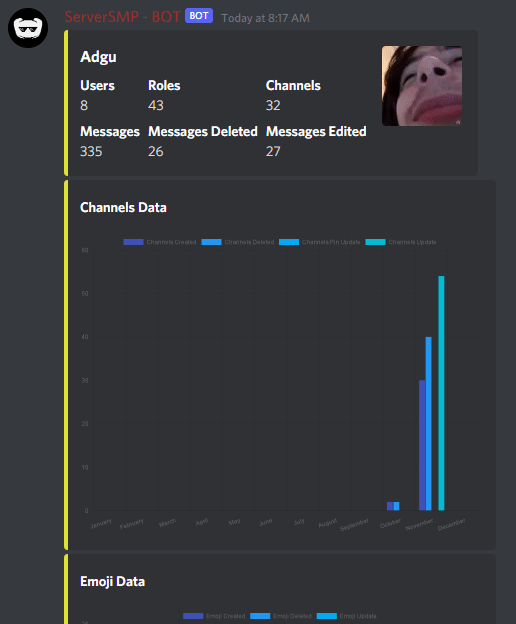 ServerSMP - BOT BOT Today at 8:17 AM
Adgu
Users Roles Channels
8 43 32
Messages Messages Deleted Messages Edited
335 26 27
Channels Data
Channels Created Channels Deleted Channels Pin Update Channels Update
60
50
40
30
20
10
0
January February March April May June July August September October November December
Emoji Data
Emoji Created Emoji Deleted Emoji Update